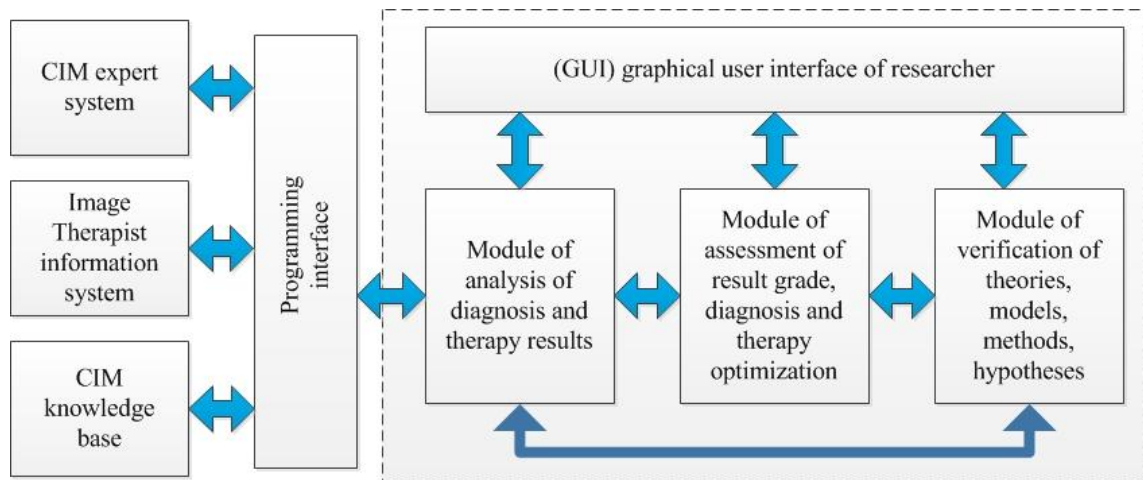 CIM expert
system
Image
Therapist
information
system
CIM
knowledge
base
Programming
interface
(GUI) graphical user interface of researcher
Module of
analysis of
diagnosis and
therapy results
Module of
assessment of
result grade,
diagnosis and
therapy
optimization
Module of
verification of
theories,
models,
methods,
hypotheses